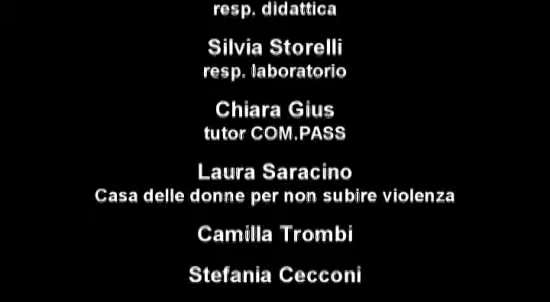 resp. didattica
Silvia Storelli
resp. laboratorio
Chiara Gius
tutor COM.PASS
Laura Saracino
Casa delle donne per non subire violenza
Camilla Trombi
Stefania Cecconi